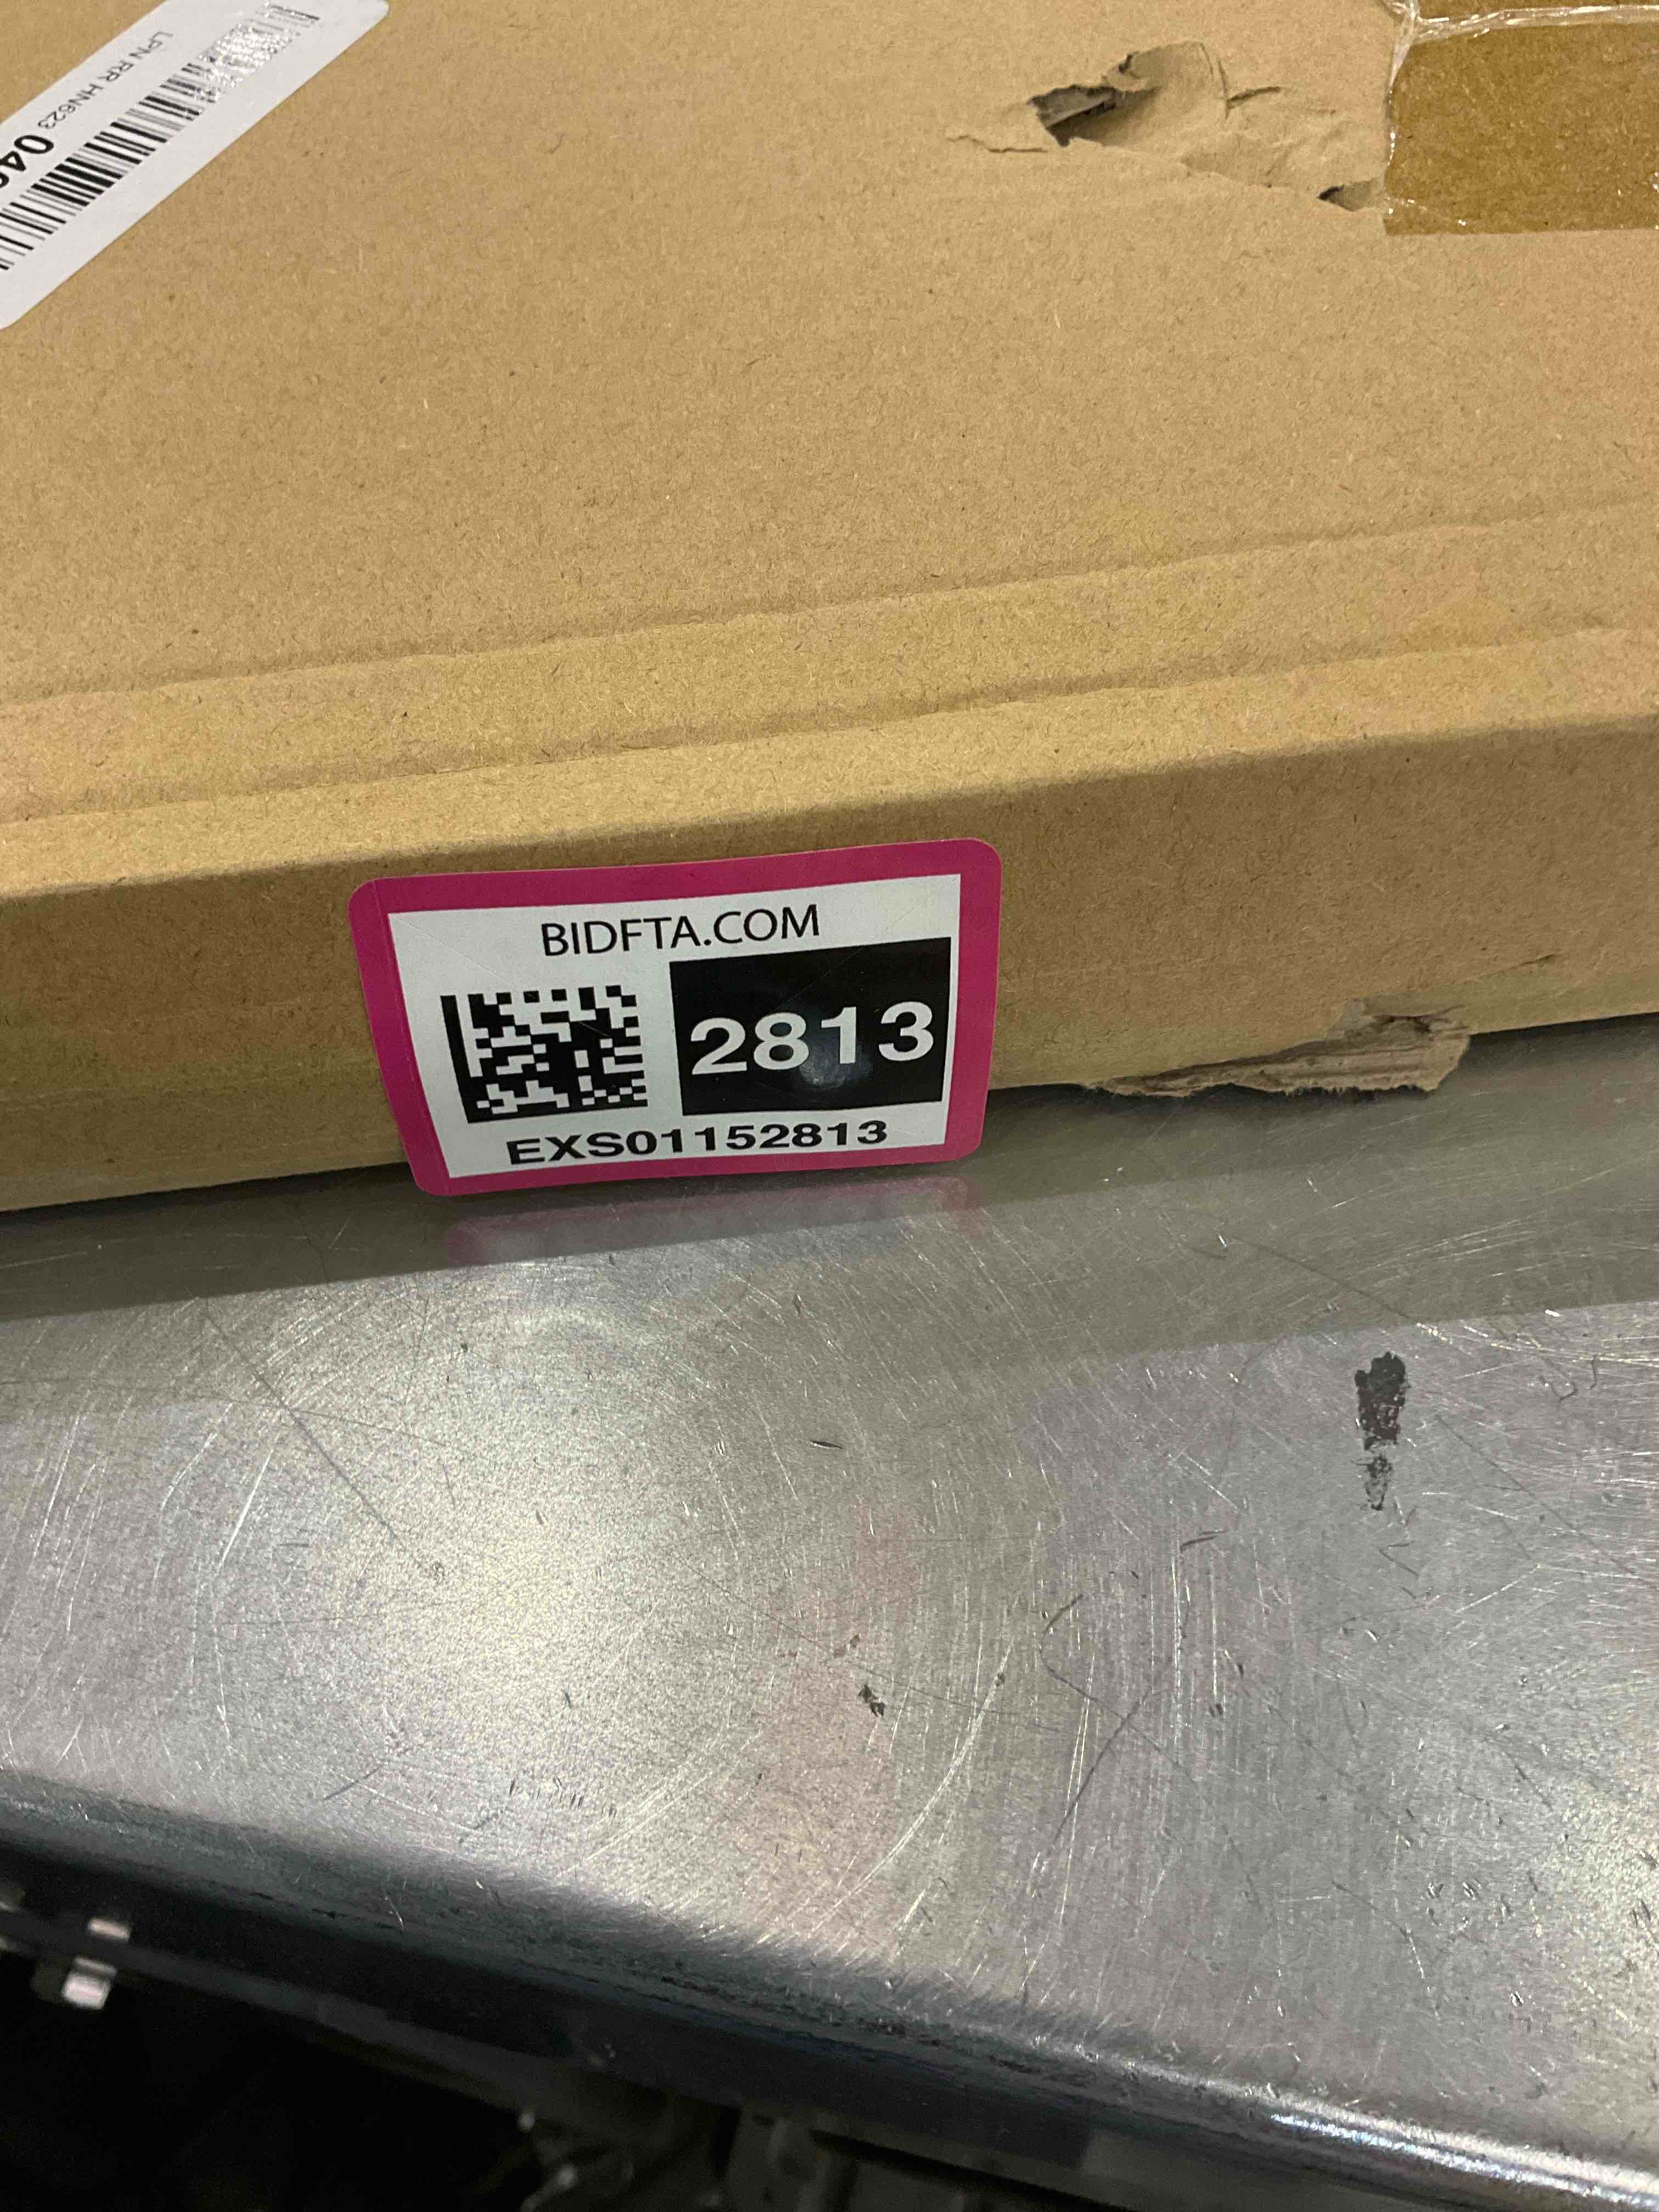 LPN RR HN623
BIDFTA.COM
2813
EXS01152813